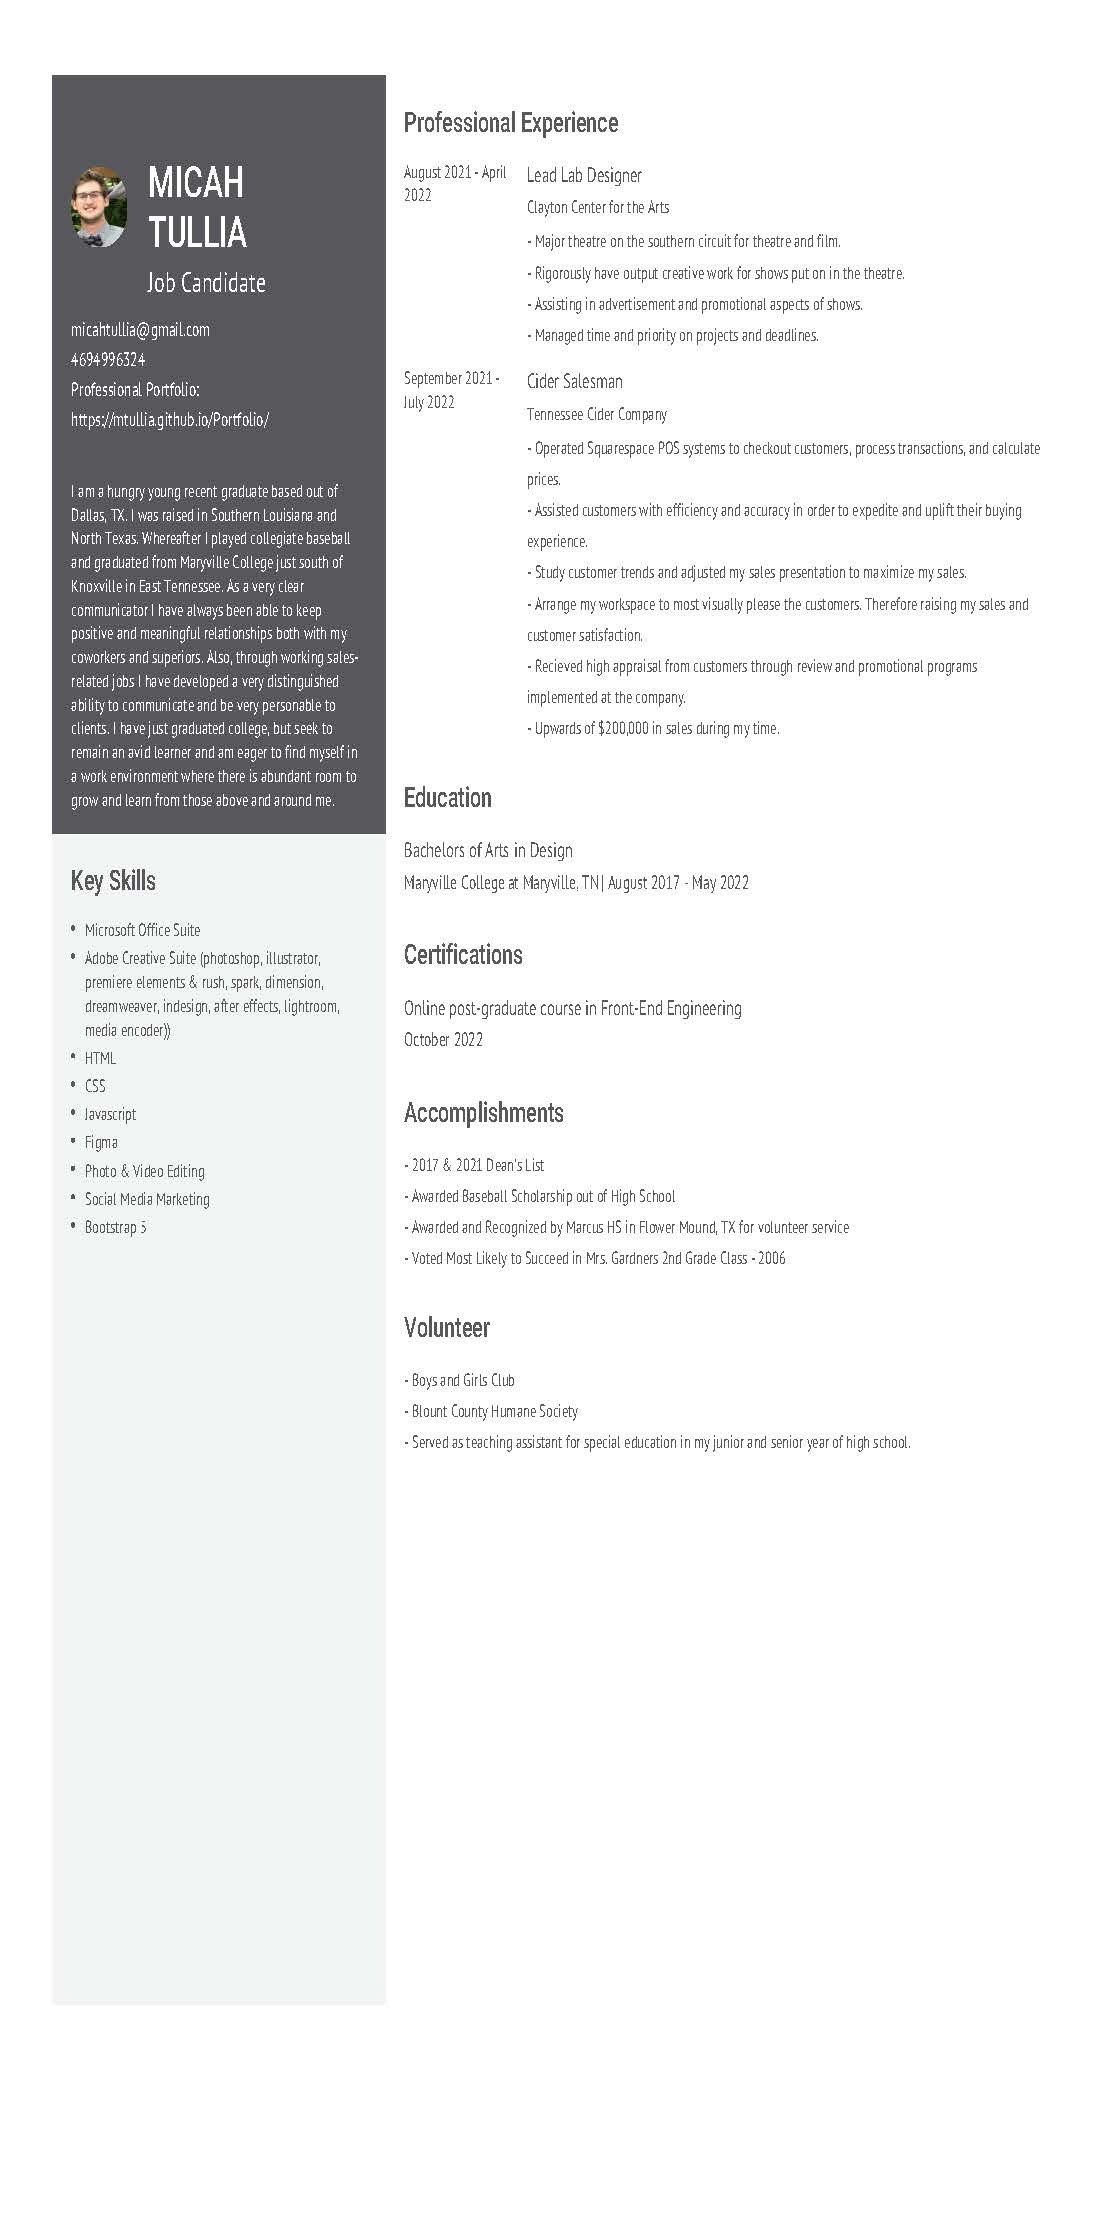 MICAH
TULLIA
Job Candidate
micahtullia@gmail.com
4694996324
Professional Portfolio:
https://mtullia.github.io/Portfolio/
I am a hungry young recent graduate based out of
Dallas, TX. I was raised in Southern Louisiana and
North Texas. Whereafter I played collegiate baseball
and graduated from Maryville College just south of
Knoxville in East Tennessee. As a very clear
communicator I have always been able to keep
positive and meaningful relationships both with my
coworkers and superiors. Also, through working sales-
related jobs I have developed a very distinguished
ability to communicate and be very personable to
clients. I have just graduated college, but seek to
remain an avid learner and am eager to find myself in
a work environment where there is abundant room to
grow and learn from those above and around me.
Key Skills
• Microsoft Office Suite
• Adobe Creative Suite (photoshop, illustrator,
premiere elements & rush, spark, dimension,
dreamweaver, indesign, after effects, lightroom,
media encoder))
• HTML
• CSS
• Javascript
• Figma
• Photo & Video Editing
• Social Media Marketing
• Bootstrap 5
Professional Experience
August 2021 - April
2022
Lead Lab Designer
Clayton Center for the Arts
- Major theatre on the southern circuit for theatre and film.
- Rigorously have output creative work for shows put on in the theatre.
- Assisting in advertisement and promotional aspects of shows.
- Managed time and priority on projects and deadlines.
September 2021 -
July 2022
Cider Salesman
Tennessee Cider Company
- Operated Squarespace POS systems to checkout customers, process transactions, and calculate
prices.
- Assisted customers with efficiency and accuracy in order to expedite and uplift their buying
experience.
- Study customer trends and adjusted my sales presentation to maximize my sales.
- Arrange my workspace to most visually please the customers. Therefore raising my sales and
customer satisfaction.
- Recieved high appraisal from customers through review and promotional programs
implemented at the company.
- Upwards of $200,000 in sales during my time.
Education
Bachelors of Arts in Design
Maryville College at Maryville, TN| August 2017 - May 2022
Certifications
Online post-graduate course in Front-End Engineering
October 2022
Accomplishments
- 2017 & 2021 Dean's List
- Awarded Baseball Scholarship out of High School
- Awarded and Recognized by Marcus HS in Flower Mound, TX for volunteer service
- Voted Most Likely to Succeed in Mrs. Gardners 2nd Grade Class - 2006
Volunteer
- Boys and Girls Club
- Blount County Humane Society
- Served as teaching assistant for special education in my junior and senior year of high school.